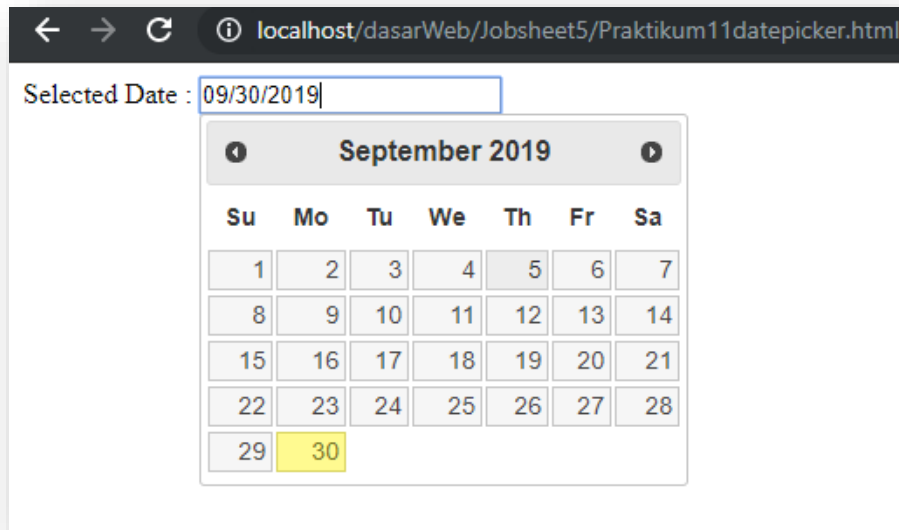 localhost/dasarWeb/Jobsheet5/Praktikum11datepicker.html
Selected Date : 09/30/2019
September 2019
Su Mo Tu We Th Fr Sa
1 2 3 4 5 6 7
8 9 10 11 12 13 14
15 16 17 18 19 20 21
22 23 24 25 26 27 28
29 30